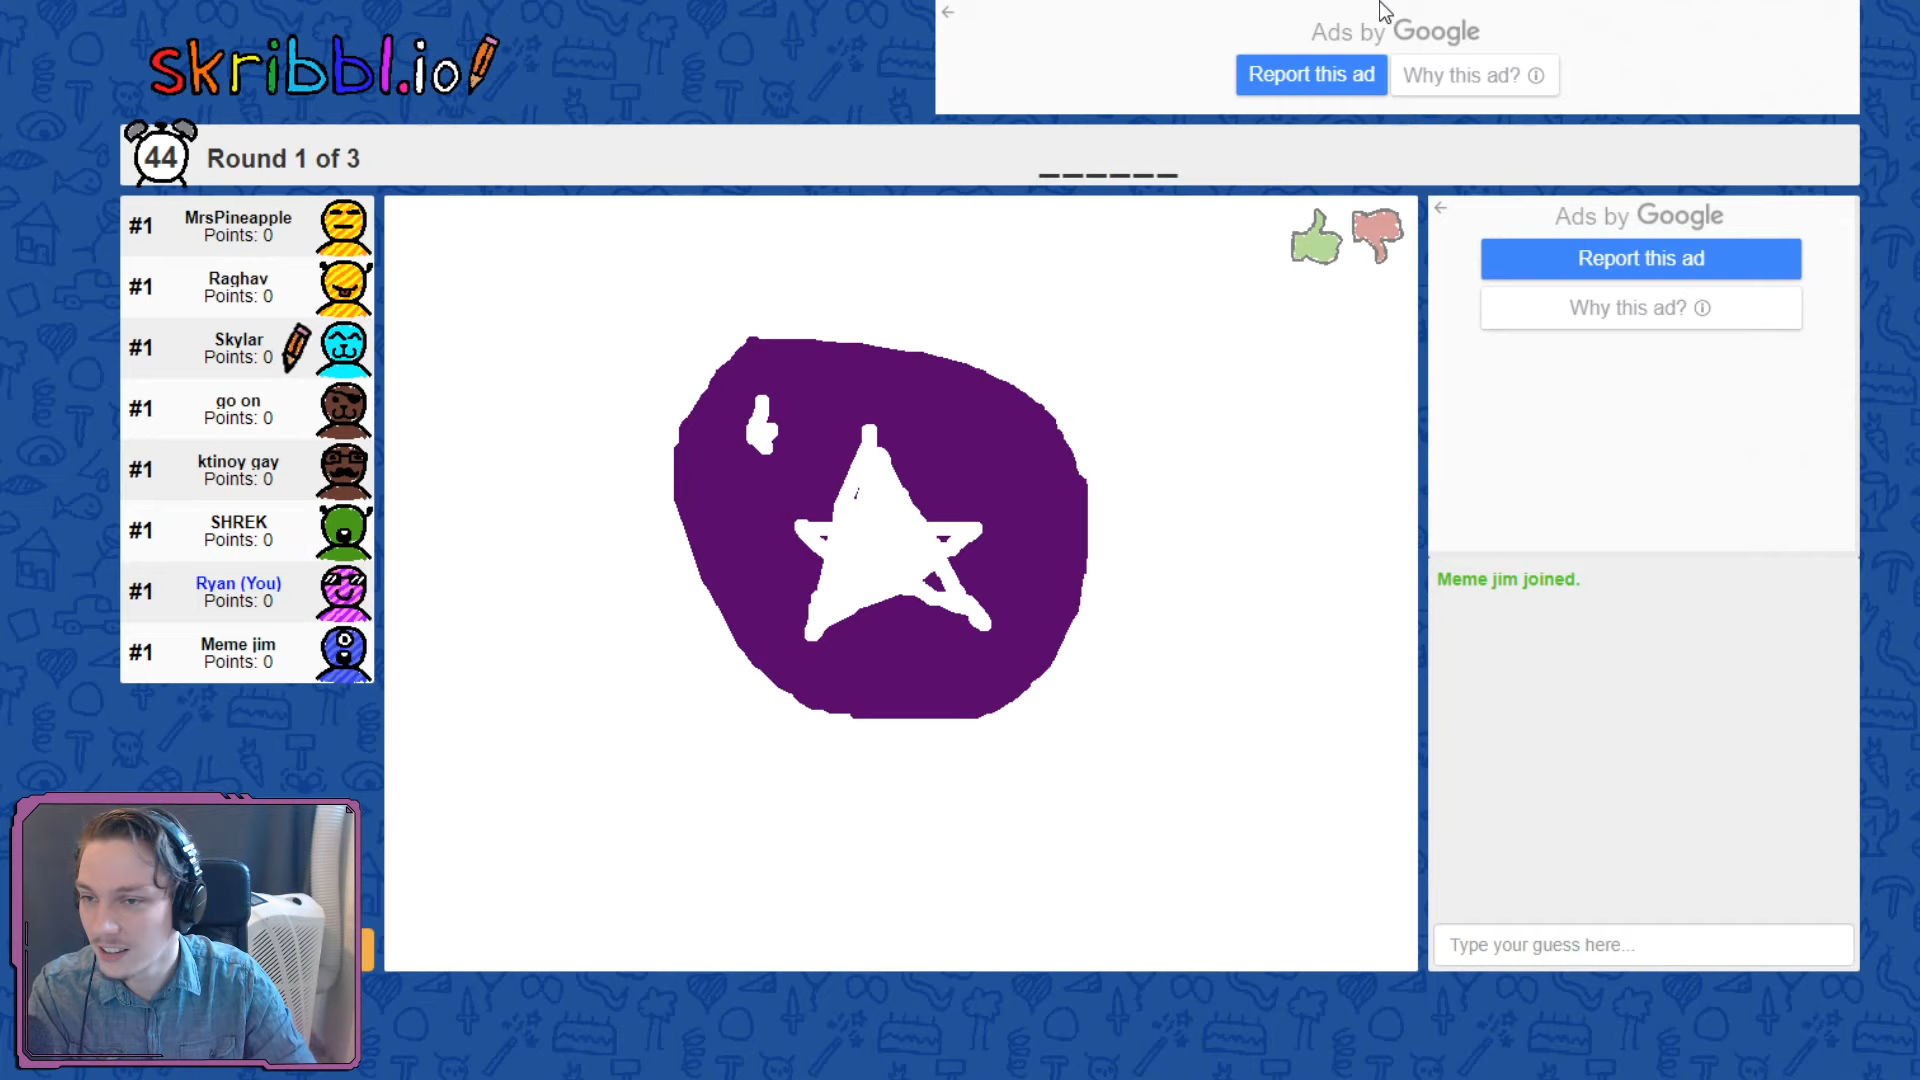 skribbl.io
Ads by Google
Report this ad
Why this ad?
44
Round 1 of 3
______
#1 MrsPineapple
Points: 0
#1 Raghav
Points: 0
#1 Skylar
Points: 0
#1 go on
Points: 0
#1 ktinoy gay
Points: 0
#1 SHREK
Points: 0
#1 Ryan (You)
Points: 0
#1 Meme jim
Points: 0
Ads by Google
Report this ad
Why this ad?
Meme jim joined.
Type your guess here...